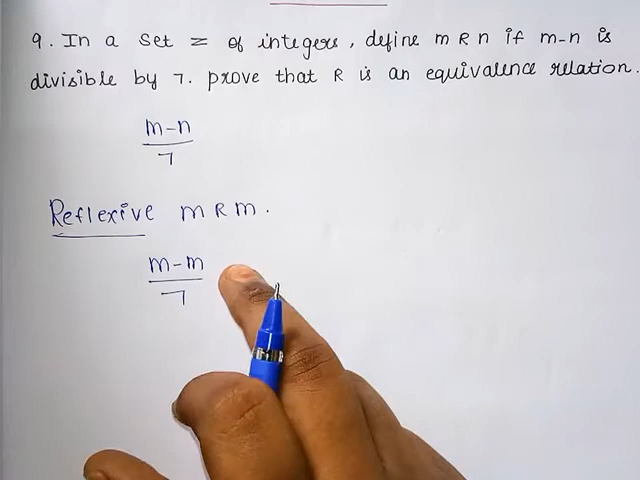 9. In a set Z of integers, define m R n if m-n is
divisible by 7. prove that R is an equivalence relation.
m-n
7
Reflexive m R m.
m-m
7